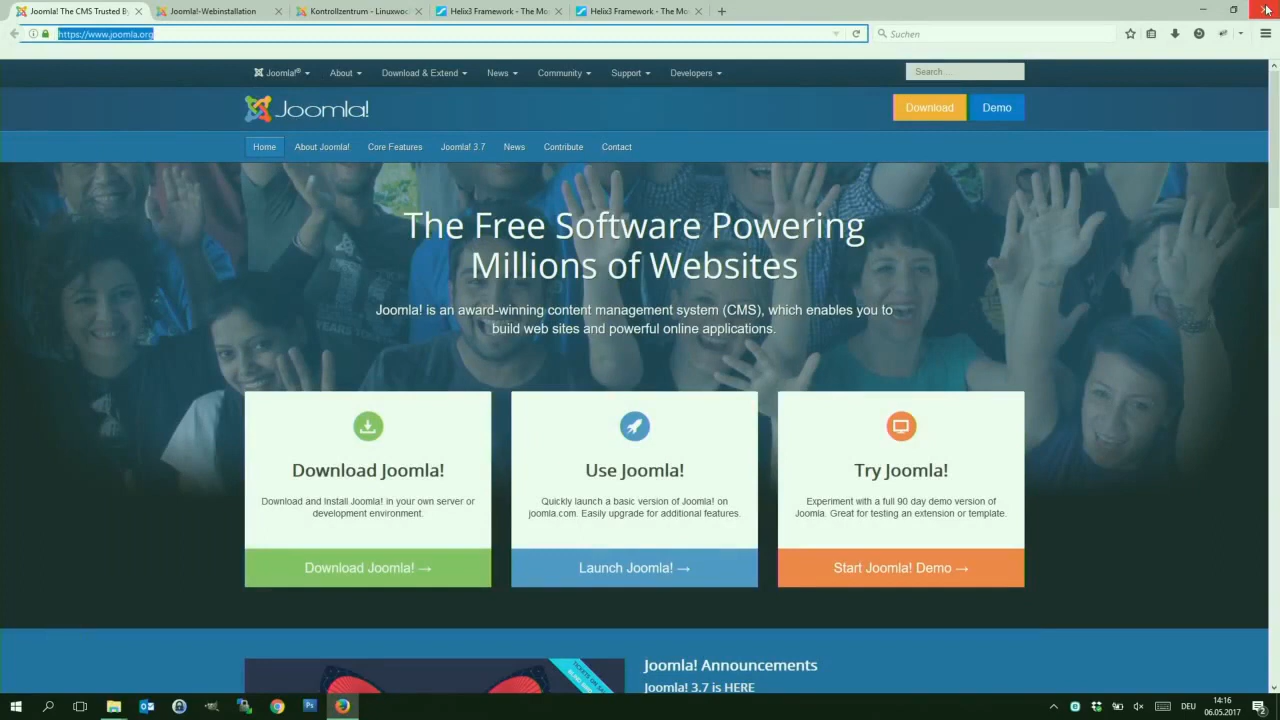 Joomla! The CMS Trusted By
Joomla!-Webinstallation
Kontrollzentrum - Linuxwo
Helix3 Framework - The Mo
Helix3 Framework - The Mo
https://www.joomla.org
Suchen
Joomla!®
About
Download & Extend
News
Community
Support
Developers
Search ...
Joomla!
Download
Demo
Home
About Joomla!
Core Features
Joomla! 3.7
News
Contribute
Contact
The Free Software Powering
Millions of Websites
Joomla! is an award-winning content management system (CMS), which enables you to
build web sites and powerful online applications.
Download Joomla!
Download and Install Joomla! in your own server or
development environment.
Download Joomla! →
Use Joomla!
Quickly launch a basic version of Joomla! on
joomla.com. Easily upgrade for additional features.
Launch Joomla! →
Try Joomla!
Experiment with a full 90 day demo version of
Joomla. Great for testing an extension or template.
Start Joomla! Demo →
TICKETS ON SA
Joomla! Announcements
Joomla! 3.7 is HERE
DEU
14:16
06.05.2017
2